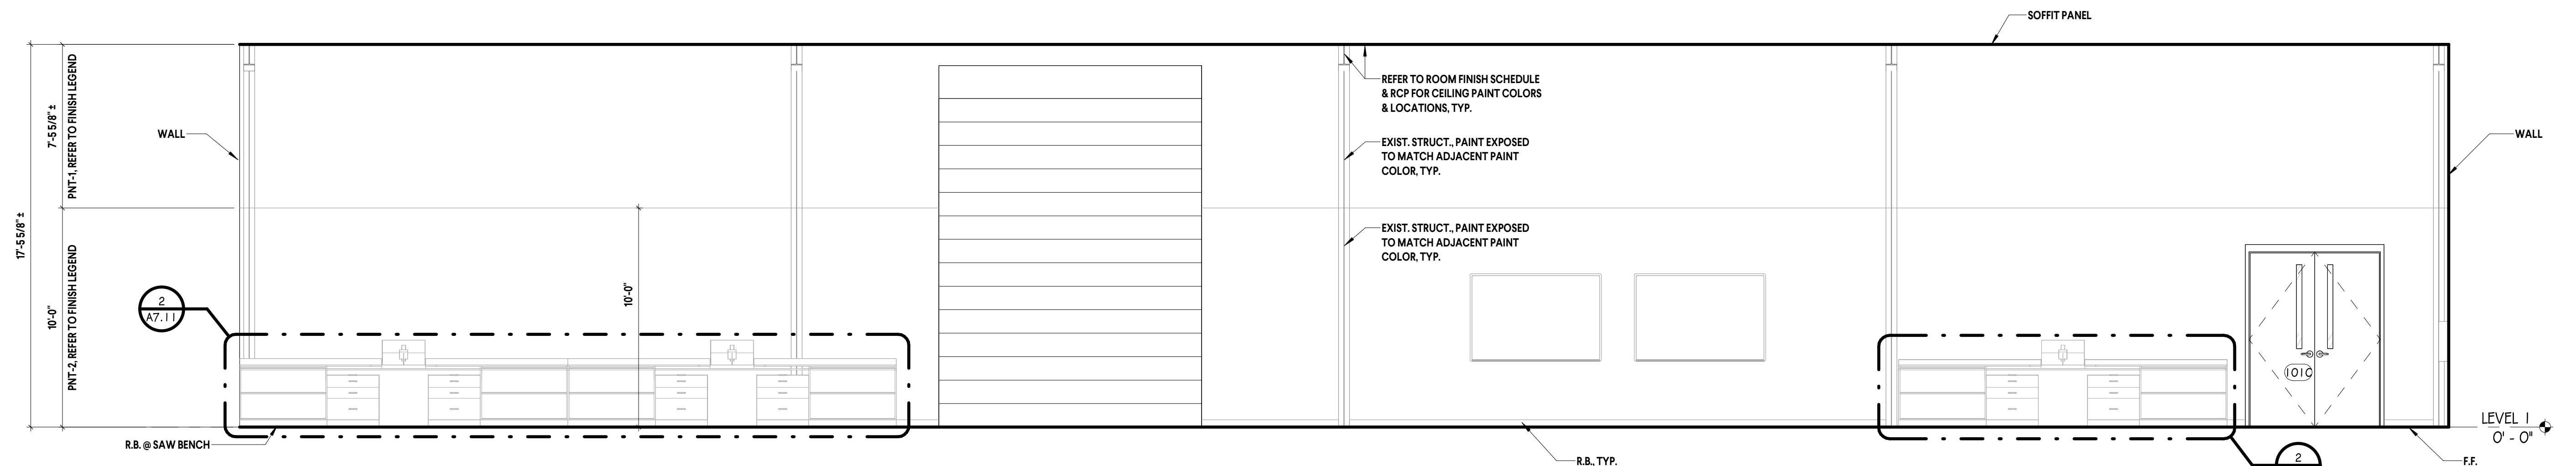 SOFFIT PANEL
REFER TO ROOM FINISH SCHEDULE
& RCP FOR CEILING PAINT COLORS
& LOCATIONS, TYP.
7'-5 5/8" ±
PNT-1, REFER TO FINISH LEGEND
WALL
EXIST. STRUCT., PAINT EXPOSED
TO MATCH ADJACENT PAINT
COLOR, TYP.
WALL
17'-5 5/8" ±
EXIST. STRUCT., PAINT EXPOSED
TO MATCH ADJACENT PAINT
COLOR, TYP.
10'-0"
PNT-2, REFER TO FINISH LEGEND
2
A7.11
10'-0"
101C
LEVEL 1
0' - 0"
R.B. @ SAW BENCH
R.B., TYP.
2
F.F.